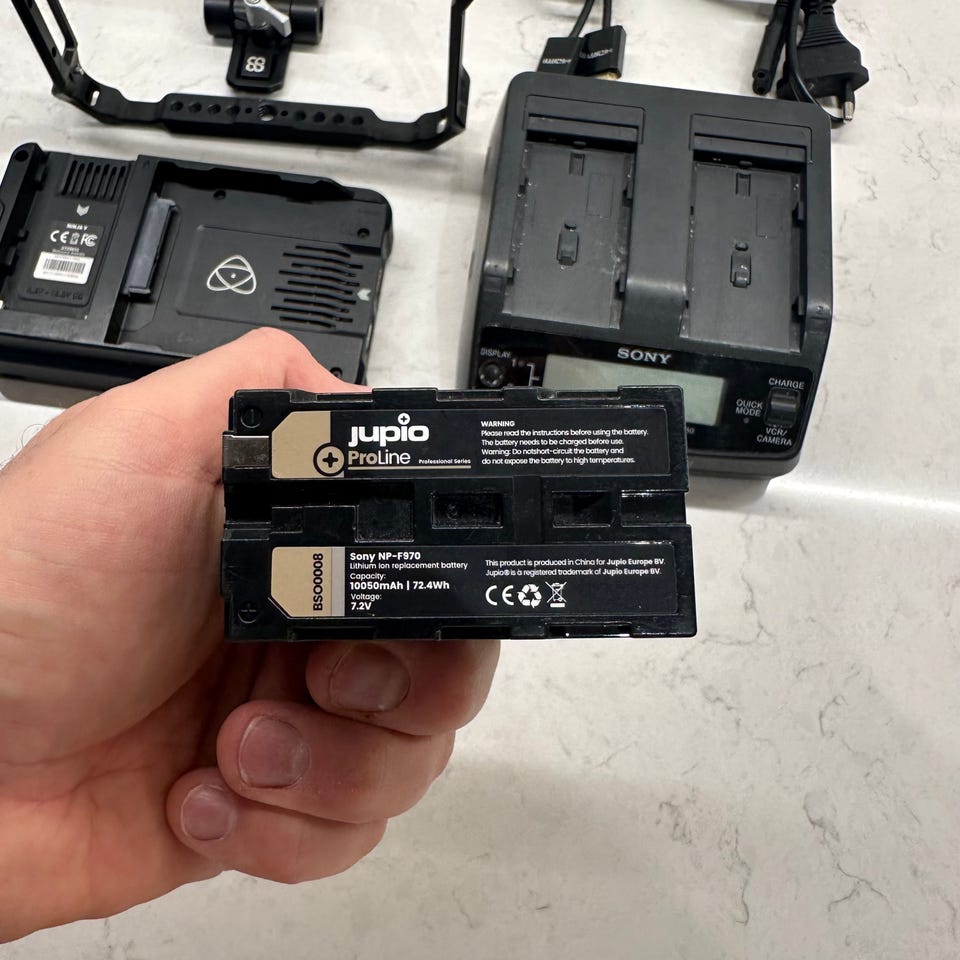 NINJA V
CE FC
SONY
DISPLAY
CHARGE
QUICK
MODE
VCR/
CAMERA
jupio
ProLine Professional Series
WARNING
Please read the instructions before using the battery.
The battery needs to be charged before use.
Warning: Do notshort-circuit the battery and
do not expose the battery to high temperatures.
BSO0008
Sony NP-F970
Lithium Ion replacement battery
Capacity:
10050mAh | 72.4Wh
Voltage:
7.2V
This product is produced in China for Jupio Europe BV.
Jupio® is a registered trademark of Jupio Europe BV.
CE